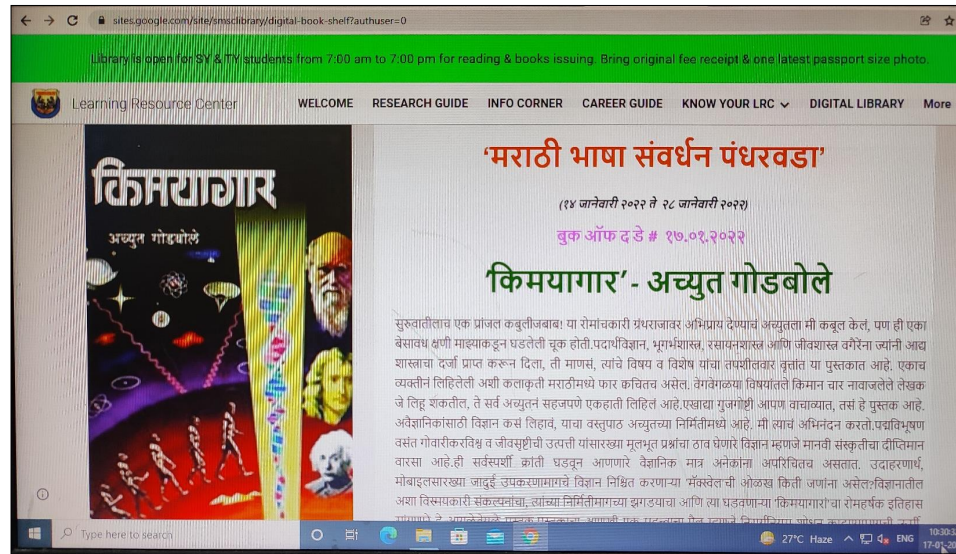 sites.google.com/site/smsclibrary/digital-book-shelf?authuser=0
Library is open for SY & TY students from 7:00 am to 7:00 pm for reading & books issuing. Bring original fee receipt & one latest passport size photo.
Learning Resource Center WELCOME RESEARCH GUIDE INFO CORNER CAREER GUIDE KNOW YOUR LRC DIGITAL LIBRARY More
किमयागार
अच्युत गोडबोले
‘मराठी भाषा संवर्धन पंधरवडा’
(१४ जानेवारी २०२२ ते २८ जानेवारी २०२२)
बुक ऑफ द डे # १७.०१.२०२२
‘किमयागार’ - अच्युत गोडबोले
सुरुवातीलाच एक प्रांजल कबुलीजबाब! या रोमांचकारी ग्रंथराजावर अभिप्राय देण्याचं अच्युतला मी कबूल केलं, पण ही एका
बेसावध क्षणी माझ्याकडून घडलेली चूक होती.पदार्थविज्ञान, भूगर्भशास्त्र, रसायनशास्त्र आणि जीवशास्त्र वगैरेंना ज्यांनी आद्य
शास्त्राचा दर्जा प्राप्त करून दिला, ती माणसं, त्यांचे विषय व विशेष यांचा तपशीलवार वृत्तांत या पुस्तकात आहे. एकाच
व्यक्तीनं लिहिलेली अशी कलाकृती मराठीमध्ये फार क्वचितच असेल. वेगवेगळ्या विषयांतले किमान चार नावाजलेले लेखक
जे लिहू शकतील, ते सर्व अच्युतनं सहजपणे एकहाती लिहिलं आहे.एखाद्या गुजगोष्टी आपण वाचाव्यात, तसं हे पुस्तक आहे.
अवैज्ञानिकांसाठी विज्ञान कसं लिहावं, याचा वस्तुपाठ अच्युतच्या निर्मितीमध्ये आहे. मी त्याचं अभिनंदन करतो.पद्मविभूषण
वसंत गोवारीकरविश्व व जीवसृष्टीची उत्पत्ती यांसारख्या मूलभूत प्रश्नांचा ठाव घेणारे विज्ञान म्हणजे मानवी संस्कृतीचा दीप्तिमान
वारसा आहे.ही सर्वस्पर्शी क्रांती घडवून आणणारे वैज्ञानिक मात्र अनेकांना अपरिचितच असतात. उदाहरणार्थ,
मोबाइलसारख्या जादुई उपकरणामागचे विज्ञान निश्चित करणाऱ्या ‘मॅक्स्वेल’ची ओळख किती जणांना असेल?विज्ञानातील
अशा विस्मयकारी संकल्पनांचा, त्यांच्या निर्मितीमागच्या झगड्याचा आणि त्या घडवणाऱ्या ‘किमयागारां’चा रोमहर्षक इतिहास
Type here to search 27°C Haze ENG 10:30:3
17-01-20